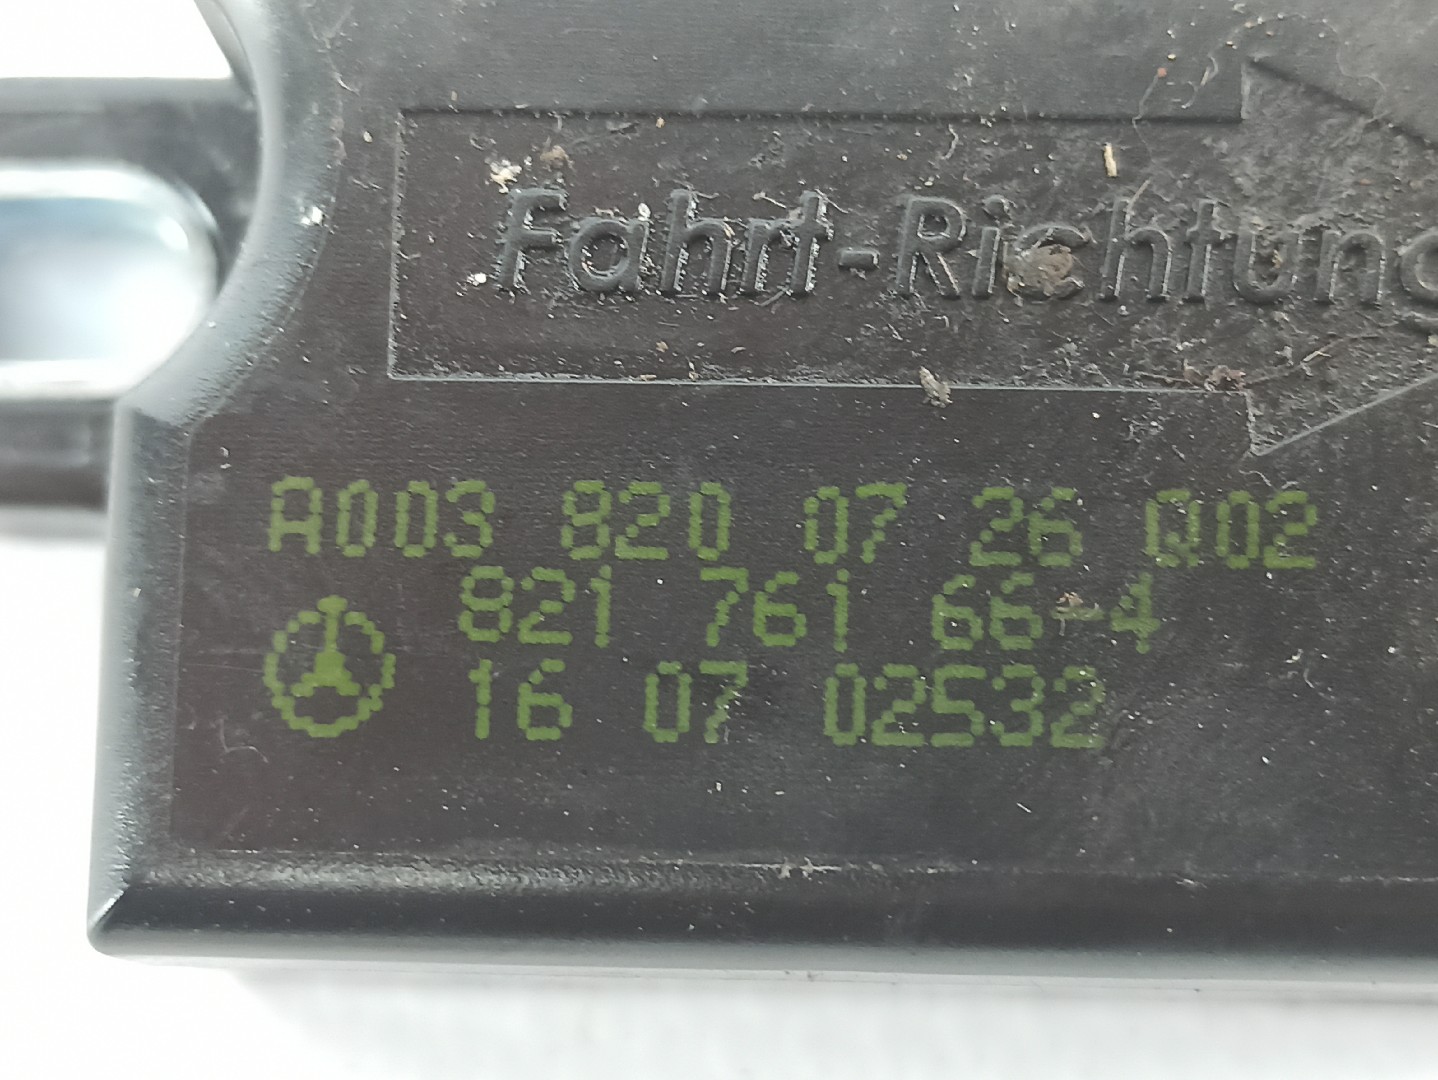 Fahrt-Richtung
A003 820 07 26 Q02
821 761 66-4
16 07 02532